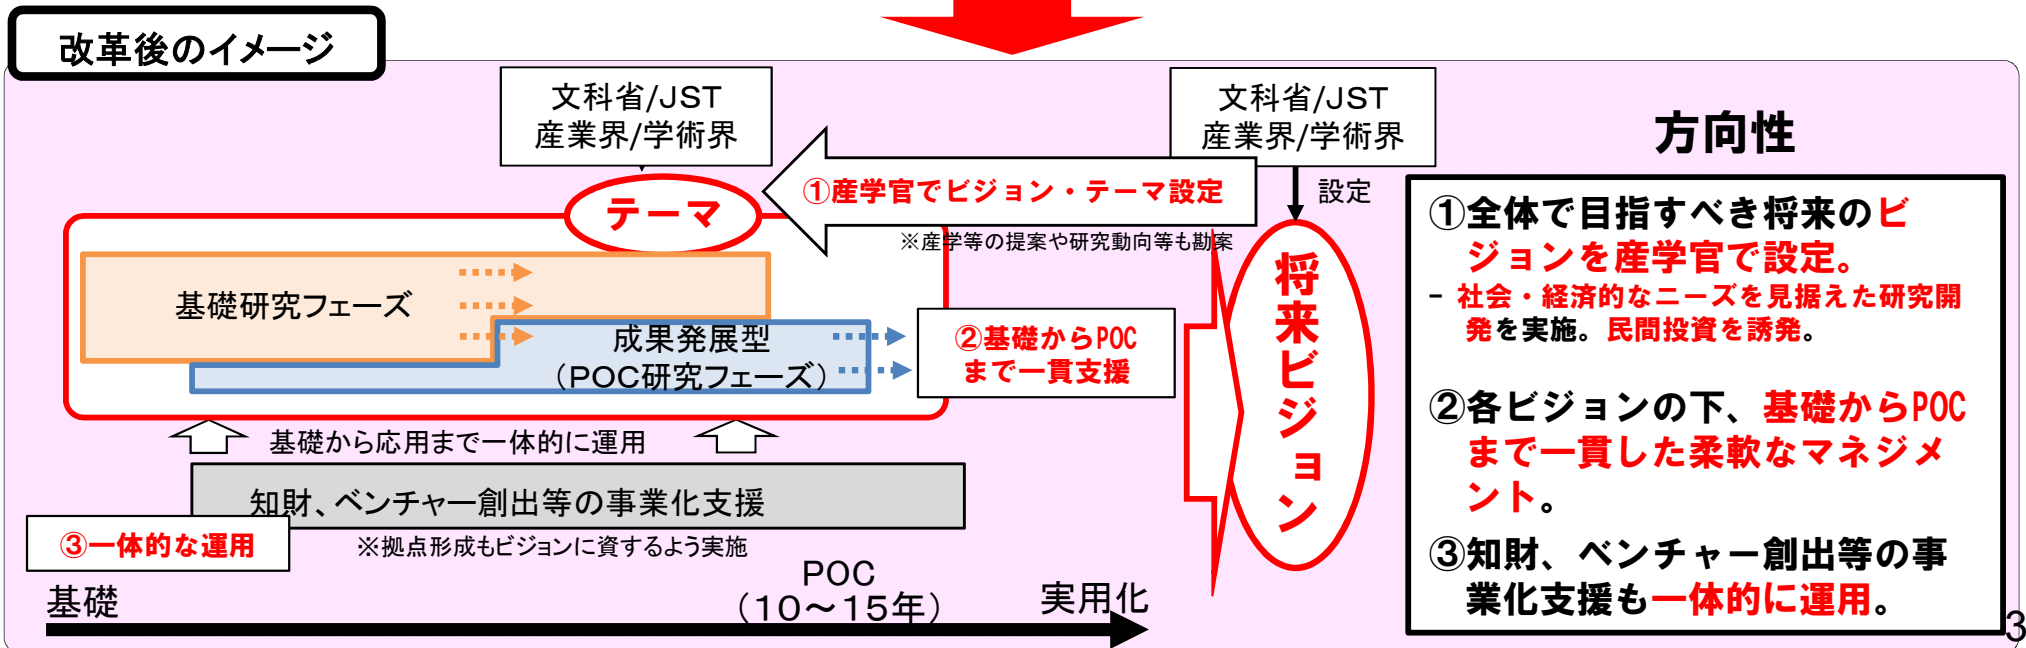 改革後のイメージ
文科省/JST
産業界/学術界
文科省/JST
産業界/学術界
①産学官でビジョン・テーマ設定
設定
※産学等の提案や研究動向等も勘案
テーマ
基礎研究フェーズ
成果発展型
（POC研究フェーズ）
②基礎からPOC
まで一貫支援
将来ビジョン
基礎から応用まで一体的に運用
知財、ベンチャー創出等の事業化支援
③一体的な運用
※拠点形成もビジョンに資するよう実施
基礎
POC
（10～15年）
実用化
方向性
①全体で目指すべき将来のビ
ジョンを産学官で設定。
- 社会・経済的なニーズを見据えた研究開
発を実施。民間投資を誘発。
②各ビジョンの下、基礎からPOC
まで一貫した柔軟なマネジメ
ント。
③知財、ベンチャー創出等の事
業化支援も一体的に運用。
3